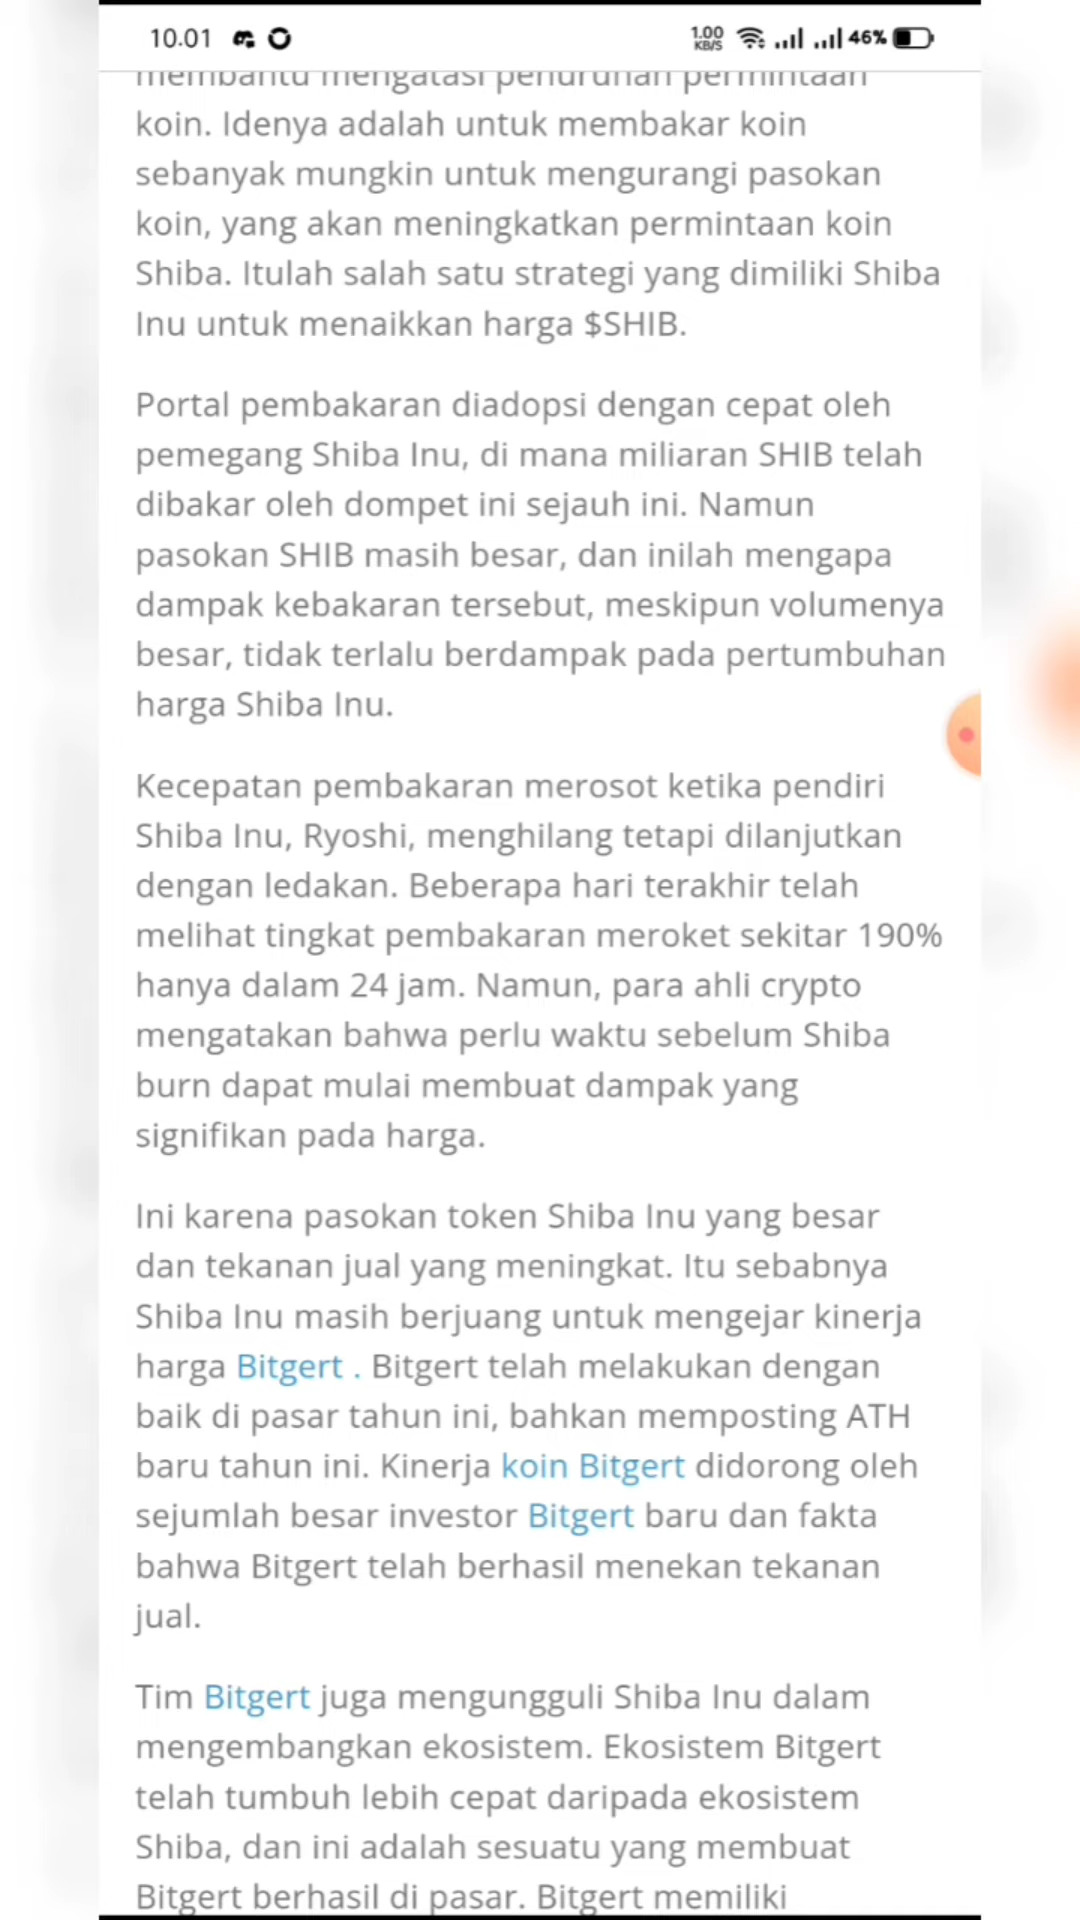 10.01
1.00
KB/S
46%
membantu mengatasi penurunan permintaan
koin. Idenya adalah untuk membakar koin
sebanyak mungkin untuk mengurangi pasokan
koin, yang akan meningkatkan permintaan koin
Shiba. Itulah salah satu strategi yang dimiliki Shiba
Inu untuk menaikkan harga $SHIB.
Portal pembakaran diadopsi dengan cepat oleh
pemegang Shiba Inu, di mana miliaran SHIB telah
dibakar oleh dompet ini sejauh ini. Namun
pasokan SHIB masih besar, dan inilah mengapa
dampak kebakaran tersebut, meskipun volumenya
besar, tidak terlalu berdampak pada pertumbuhan
harga Shiba Inu.
Kecepatan pembakaran merosot ketika pendiri
Shiba Inu, Ryoshi, menghilang tetapi dilanjutkan
dengan ledakan. Beberapa hari terakhir telah
melihat tingkat pembakaran meroket sekitar 190%
hanya dalam 24 jam. Namun, para ahli crypto
mengatakan bahwa perlu waktu sebelum Shiba
burn dapat mulai membuat dampak yang
signifikan pada harga.
Ini karena pasokan token Shiba Inu yang besar
dan tekanan jual yang meningkat. Itu sebabnya
Shiba Inu masih berjuang untuk mengejar kinerja
harga Bitgert . Bitgert telah melakukan dengan
baik di pasar tahun ini, bahkan memposting ATH
baru tahun ini. Kinerja koin Bitgert didorong oleh
sejumlah besar investor Bitgert baru dan fakta
bahwa Bitgert telah berhasil menekan tekanan
jual.
Tim Bitgert juga mengungguli Shiba Inu dalam
mengembangkan ekosistem. Ekosistem Bitgert
telah tumbuh lebih cepat daripada ekosistem
Shiba, dan ini adalah sesuatu yang membuat
Bitgert berhasil di pasar. Bitgert memiliki